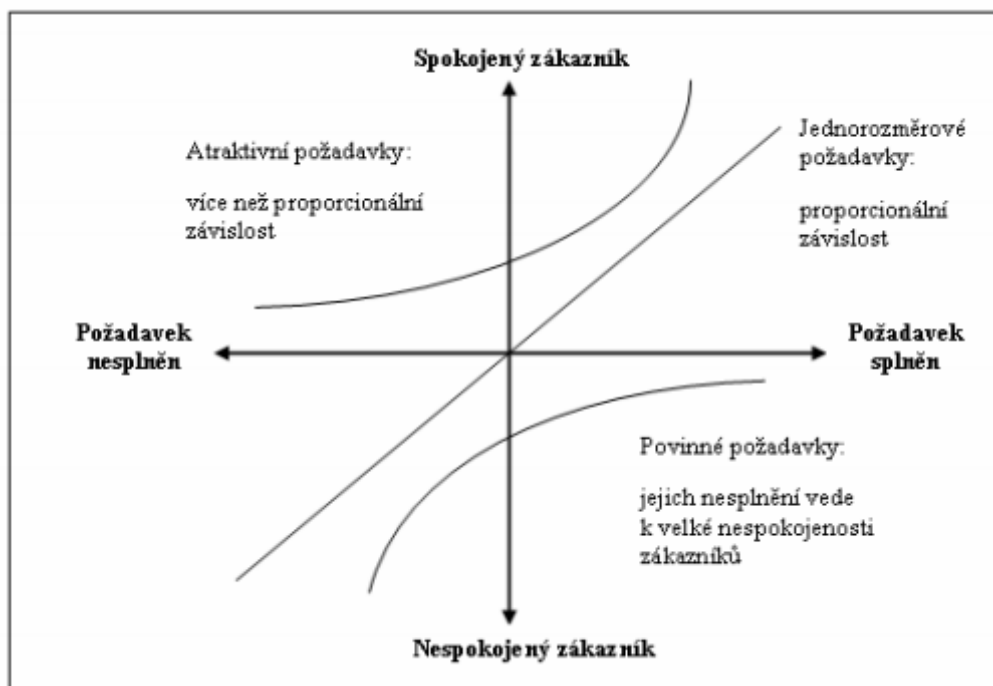 Spokojený zákazník
Atraktivní požadavky:
více než proporcionální
závislost
Jednorozměrové
požadavky:
proporcionální
závislost
Požadavek
nesplněn
Požadavek
splněn
Povinné požadavky:
jejich nesplnění vede
k velké nespokojenosti
zákazníků
Nespokojený zákazník